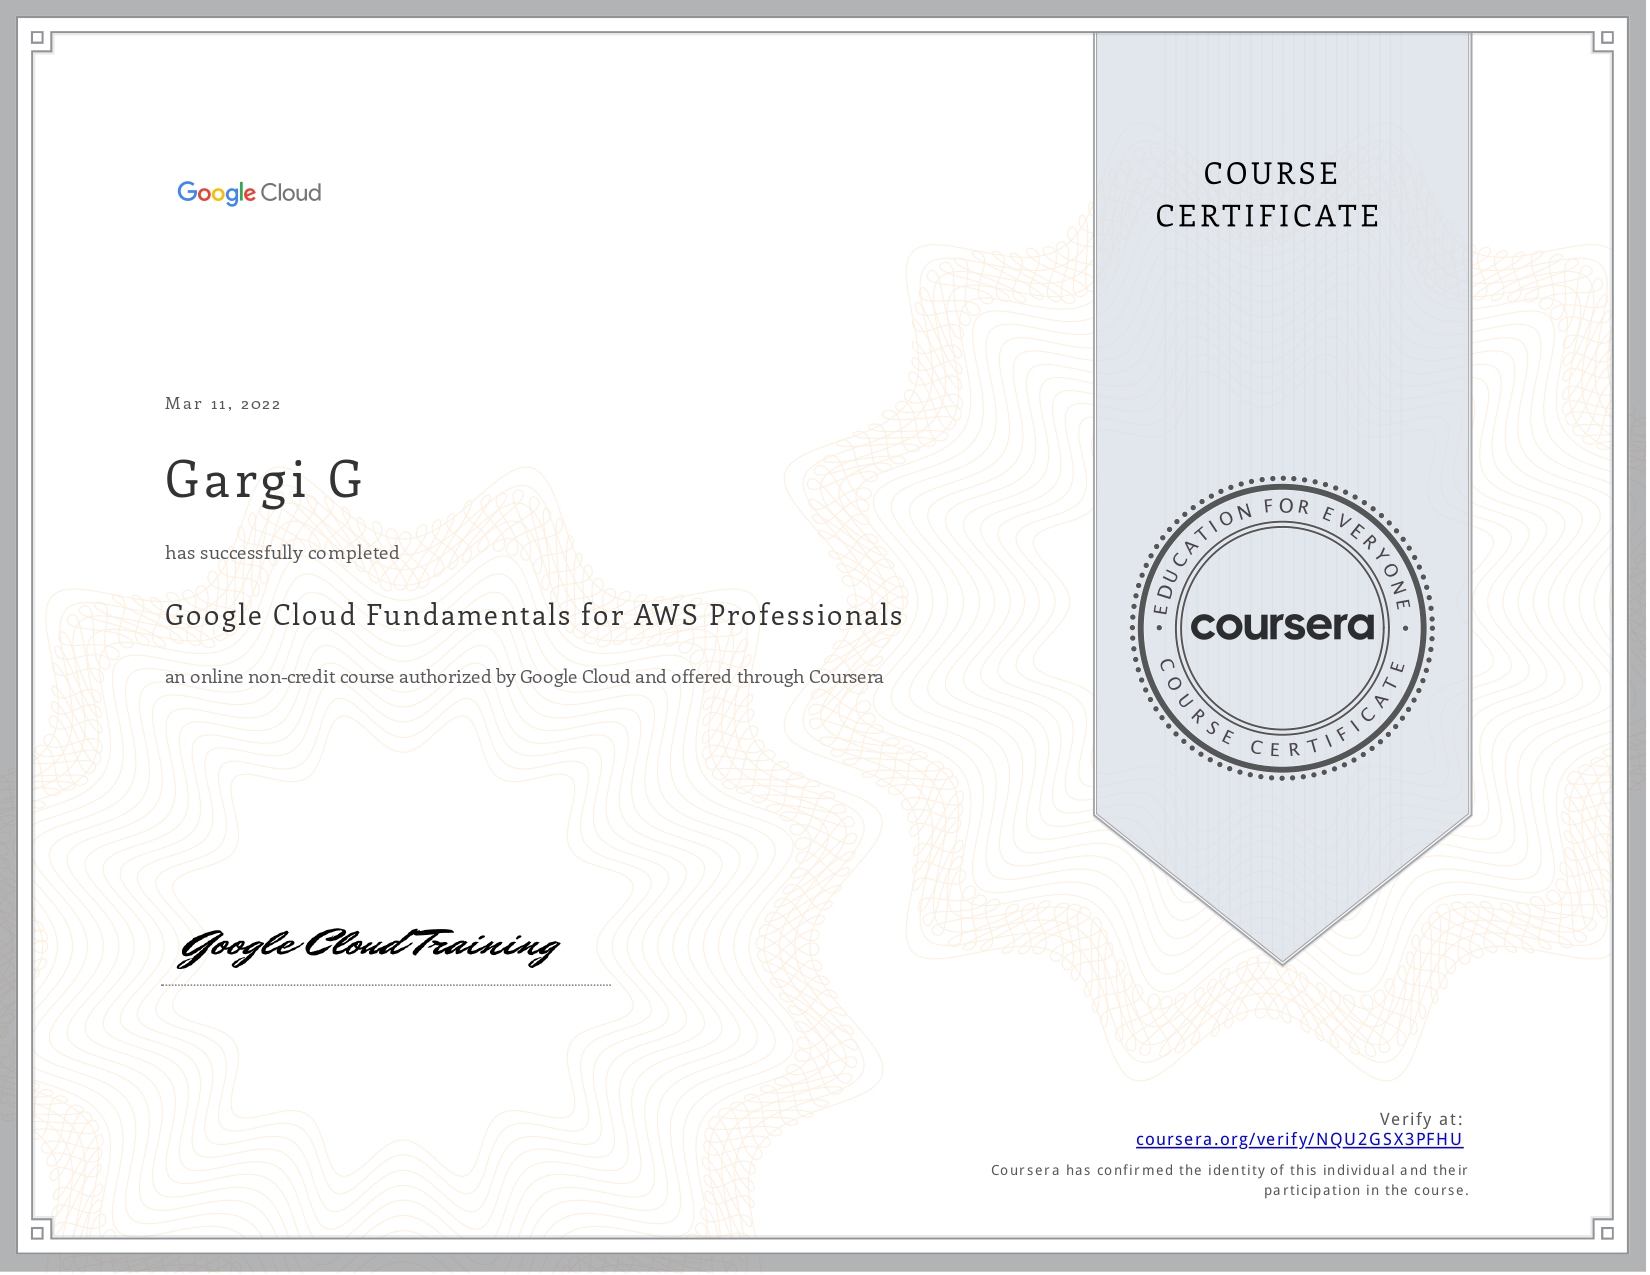 Google Cloud
COURSE
CERTIFICATE
Mar 11, 2022
Gargi G
has successfully completed
Google Cloud Fundamentals for AWS Professionals
an online non-credit course authorized by Google Cloud and offered through Coursera
• EDUCATION FOR EVERYONE •
coursera
COURSE CERTIFICATE
Google Cloud Training
Verify at:
coursera.org/verify/NQU2GSX3PFHU
Coursera has confirmed the identity of this individual and their
participation in the course.